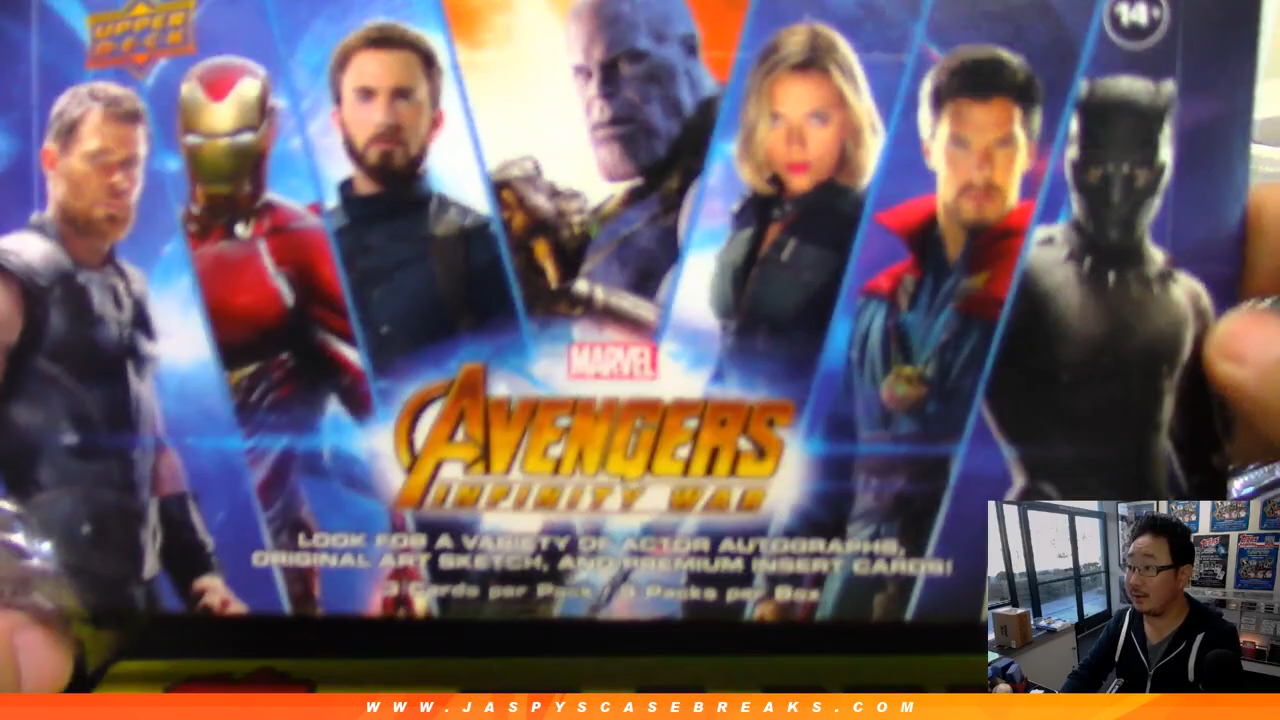 UPPER
DECK
14+
MARVEL
AVENGERS
INFINITY WAR
LOOK FOR A VARIETY OF ACTOR AUTOGRAPHS,
ORIGINAL ART SKETCH, AND PREMIUM INSERT CARDS!
Cards per Pack Packs per Box
WWW.JASPYSCASEBREAKS.COM